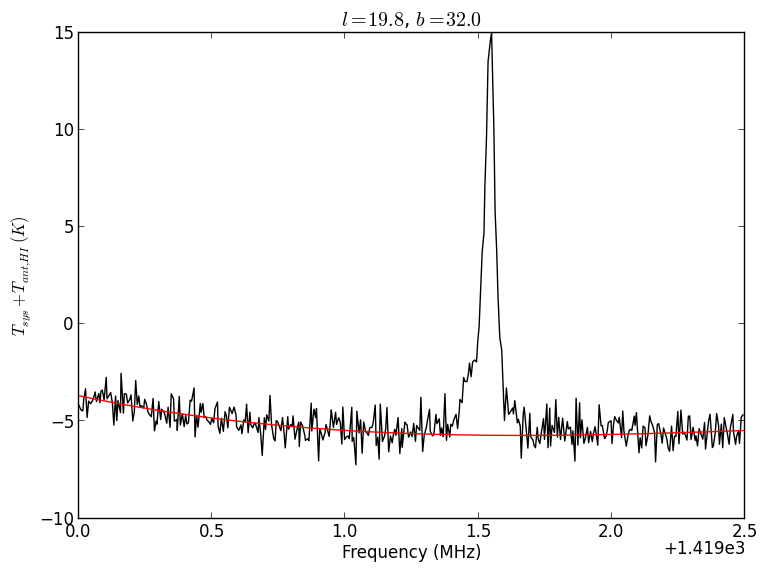 l = 19.8, b = 32.0
15
10
5
0
−5
−10
T_sys + T_ant,HI (K)
0.0 0.5 1.0 1.5 2.0 2.5
Frequency (MHz)
+1.419e3